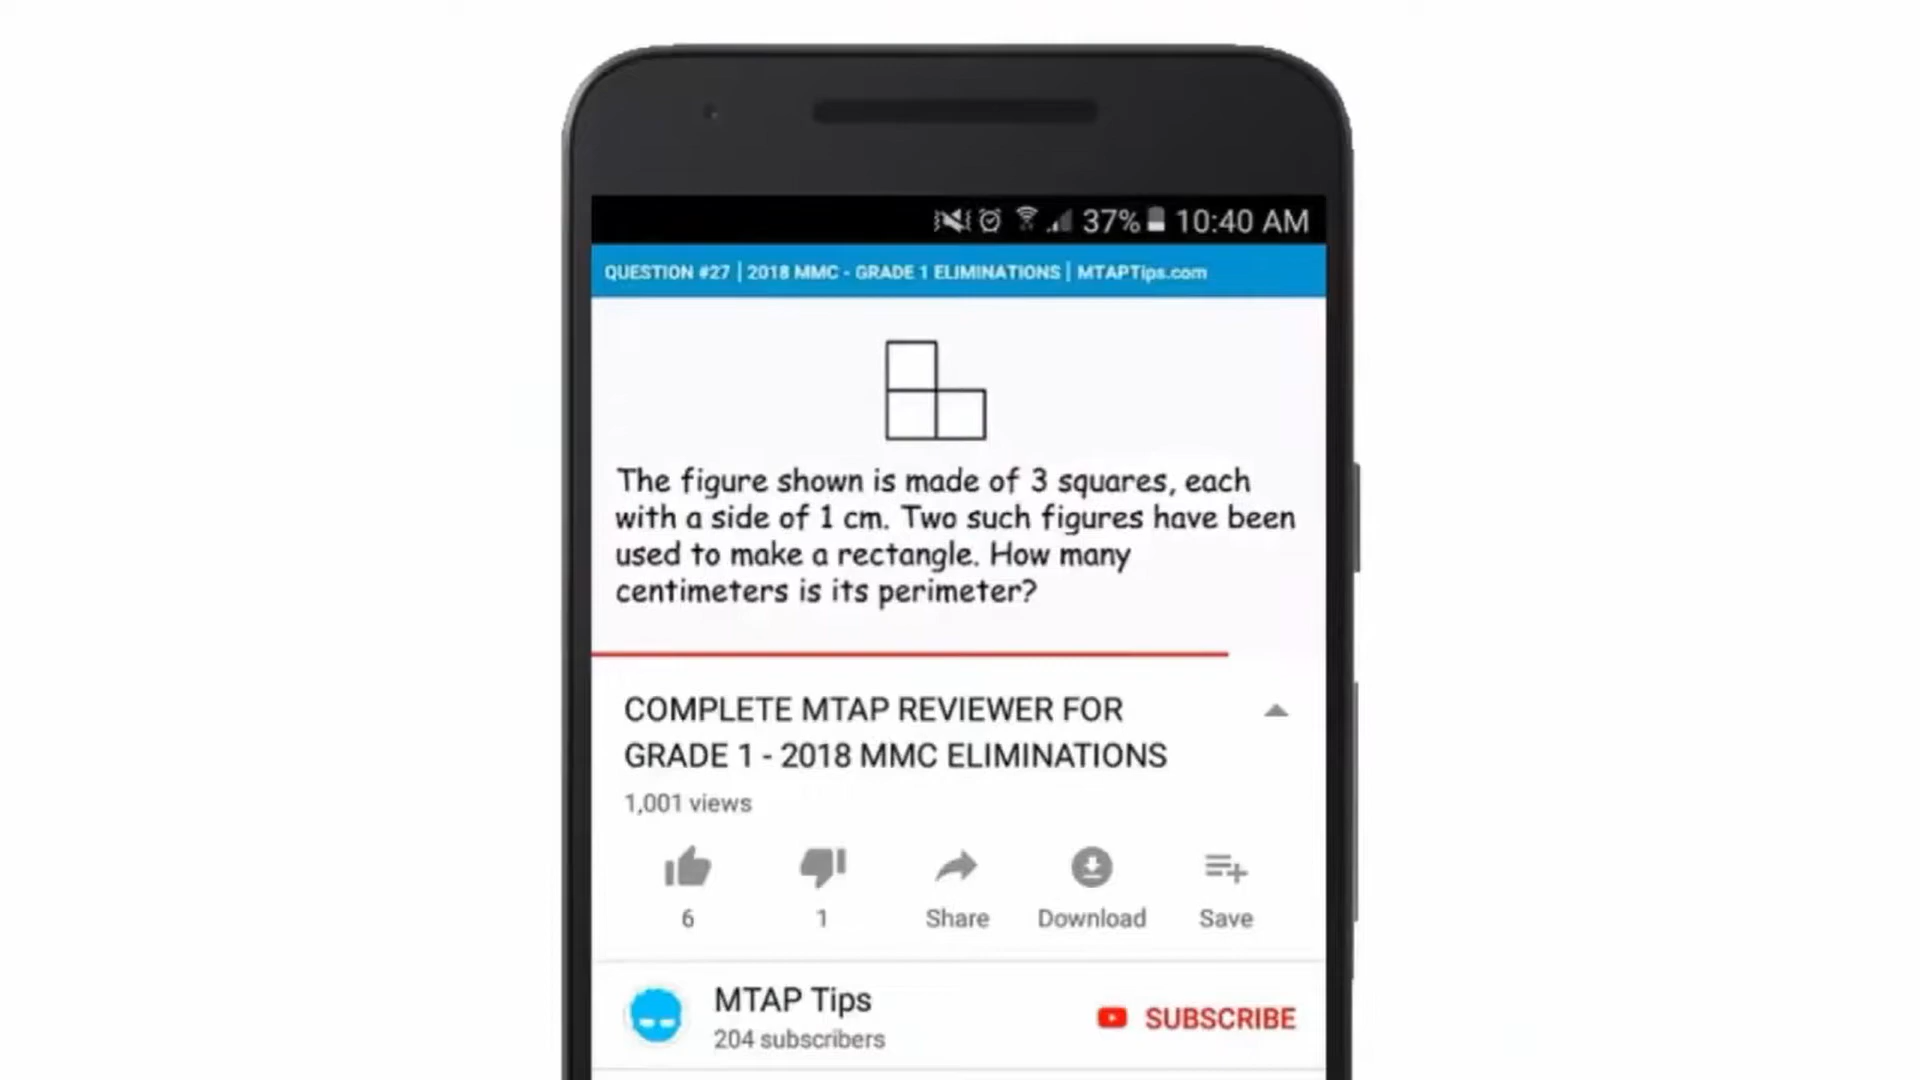 37% 10:40 AM
QUESTION #27 | 2018 MMC - GRADE 1 ELIMINATIONS | MTAPTips.com
The figure shown is made of 3 squares, each
with a side of 1 cm. Two such figures have been
used to make a rectangle. How many
centimeters is its perimeter?
COMPLETE MTAP REVIEWER FOR
GRADE 1 - 2018 MMC ELIMINATIONS
1,001 views
6 1 Share Download Save
MTAP Tips
204 subscribers
SUBSCRIBE